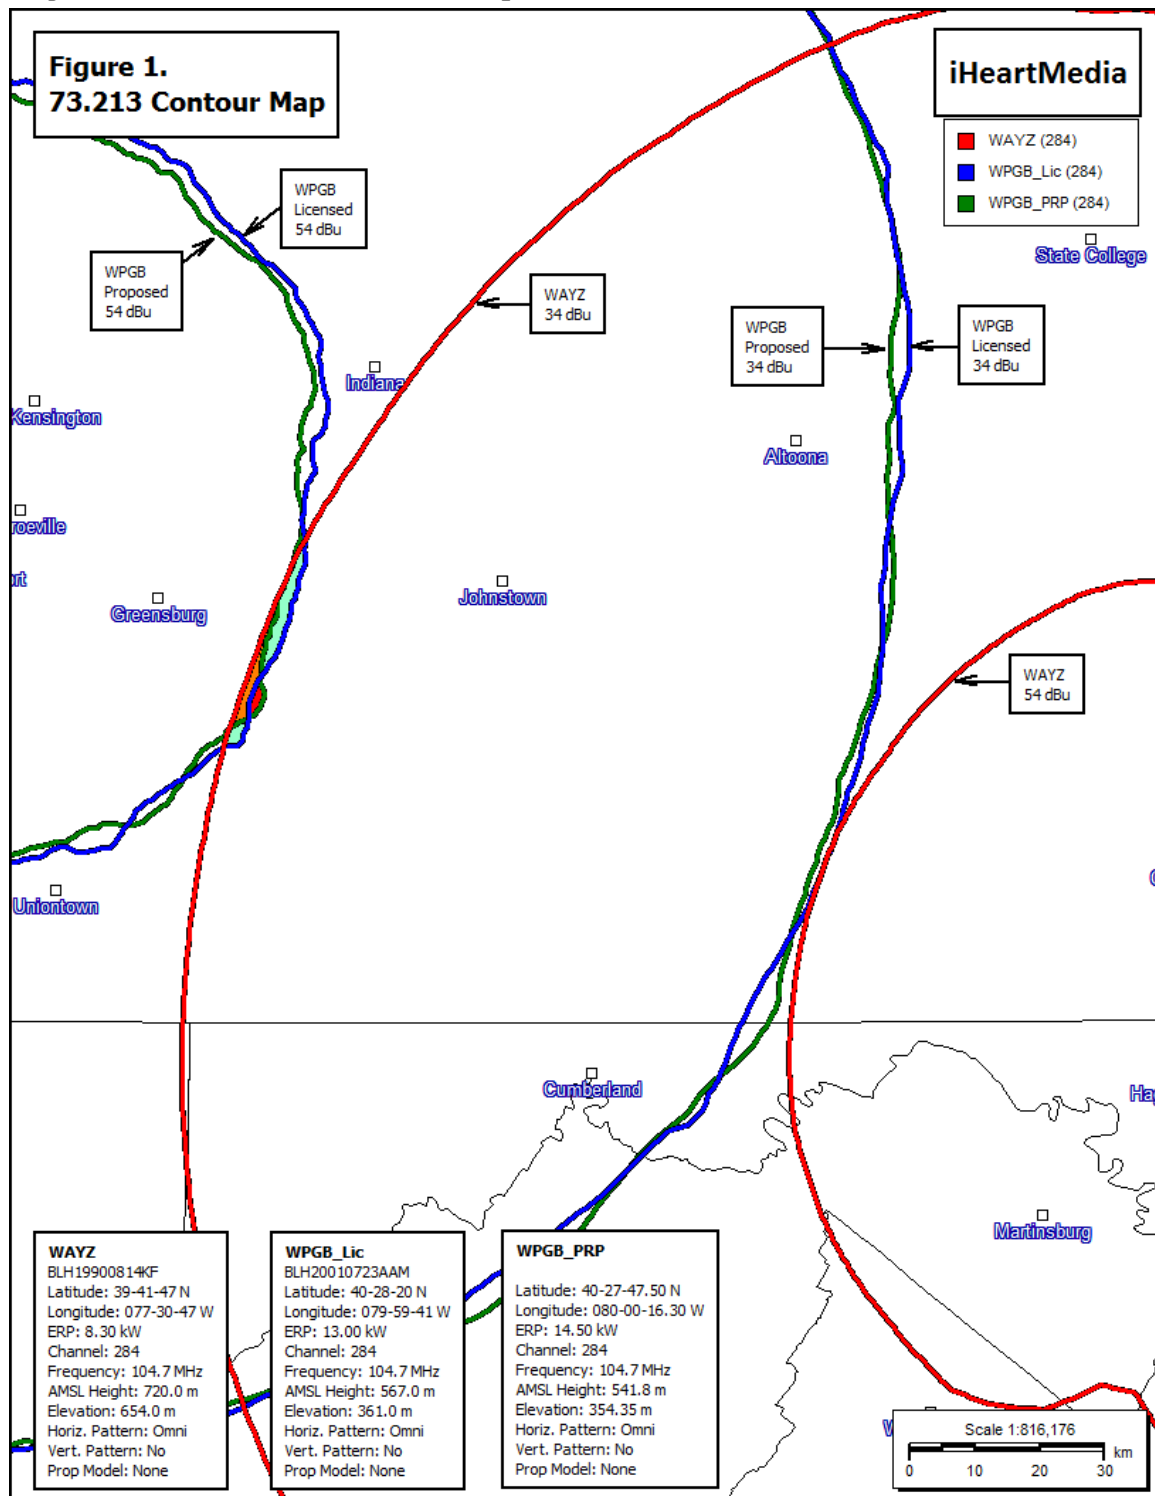 Figure 1.
73.213 Contour Map
iHeartMedia
WAYZ (284)
WPGB_Lic (284)
WPGB_PRP (284)
WPGB
Licensed
54 dBu
WPGB
Proposed
54 dBu
WAYZ
34 dBu
WPGB
Proposed
34 dBu
WPGB
Licensed
34 dBu
State College
Indiana
Kensington
Altoona
roeville
rt
Greensburg
Johnstown
WAYZ
54 dBu
Uniontown
Cumberland
Hag
Martinsburg
WAYZ
BLH19900814KF
Latitude: 39-41-47 N
Longitude: 077-30-47 W
ERP: 8.30 kW
Channel: 284
Frequency: 104.7 MHz
AMSL Height: 720.0 m
Elevation: 654.0 m
Horiz. Pattern: Omni
Vert. Pattern: No
Prop Model: None
WPGB_Lic
BLH20010723AAM
Latitude: 40-28-20 N
Longitude: 079-59-41 W
ERP: 13.00 kW
Channel: 284
Frequency: 104.7 MHz
AMSL Height: 567.0 m
Elevation: 361.0 m
Horiz. Pattern: Omni
Vert. Pattern: No
Prop Model: None
WPGB_PRP
Latitude: 40-27-47.50 N
Longitude: 080-00-16.30 W
ERP: 14.50 kW
Channel: 284
Frequency: 104.7 MHz
AMSL Height: 541.8 m
Elevation: 354.35 m
Horiz. Pattern: Omni
Vert. Pattern: No
Prop Model: None
W
Scale 1:816,176
km
0 10 20 30